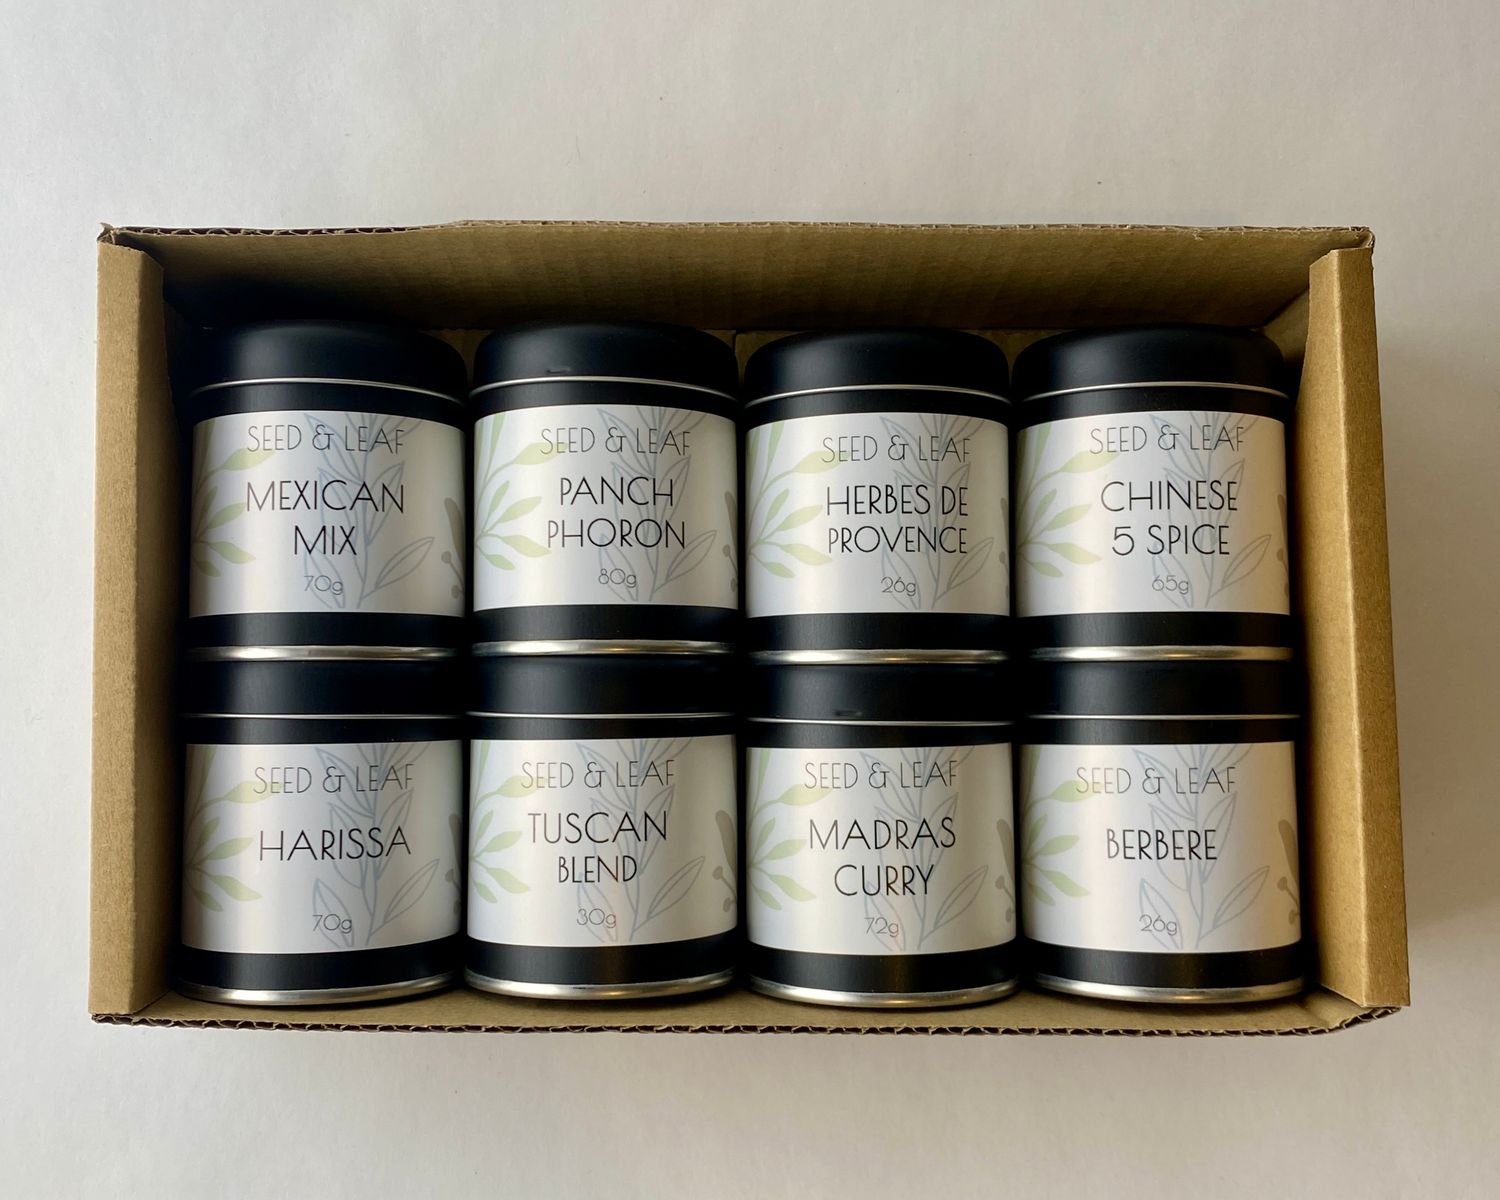 SEED & LEAF
MEXICAN
MIX
70g
SEED & LEAF
PANCH
PHORON
80g
SEED & LEAF
HERBES DE
PROVENCE
26g
SEED & LEAF
CHINESE
5 SPICE
65g
SEED & LEAF
HARISSA
70g
SEED & LEAF
TUSCAN
BLEND
30g
SEED & LEAF
MADRAS
CURRY
72g
SEED & LEAF
BERBERE
26g